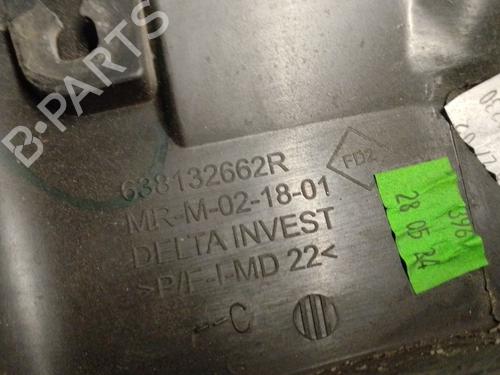 B-PARTS
638132662R
FD2
MR-M-02-18-01
DELTA INVEST
>P/E-I-MD 22<
--C
28 05 24